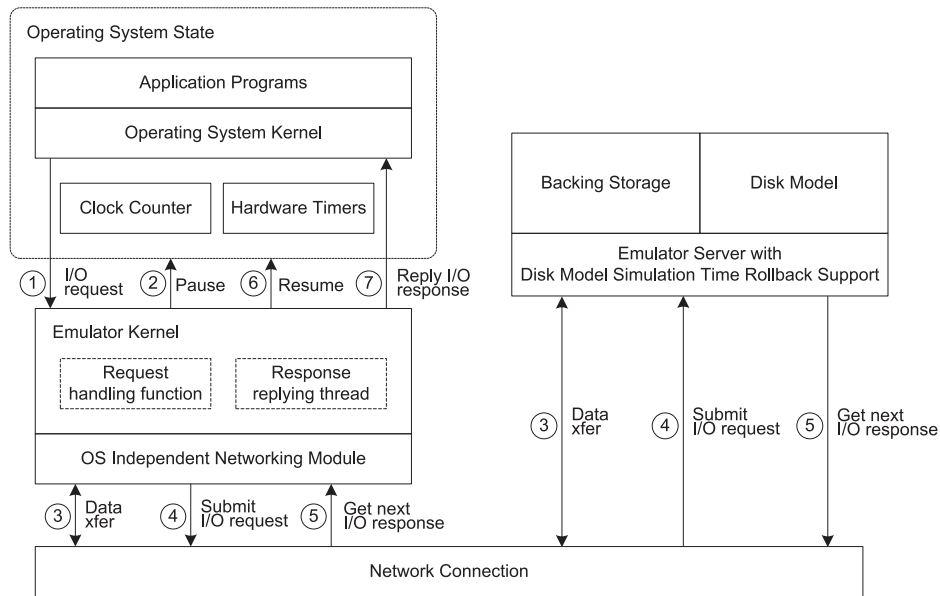 Operating System State
Application Programs
Operating System Kernel
Clock Counter
Hardware Timers
1
I/O
request
2
Pause
6
Resume
7
Reply I/O
response
Emulator Kernel
Request
handling function
Response
replying thread
OS Independent Networking Module
3
Data
xfer
4
Submit
I/O request
5
Get next
I/O response
Backing Storage
Disk Model
Emulator Server with
Disk Model Simulation Time Rollback Support
3
Data
xfer
4
Submit
I/O request
5
Get next
I/O response
Network Connection